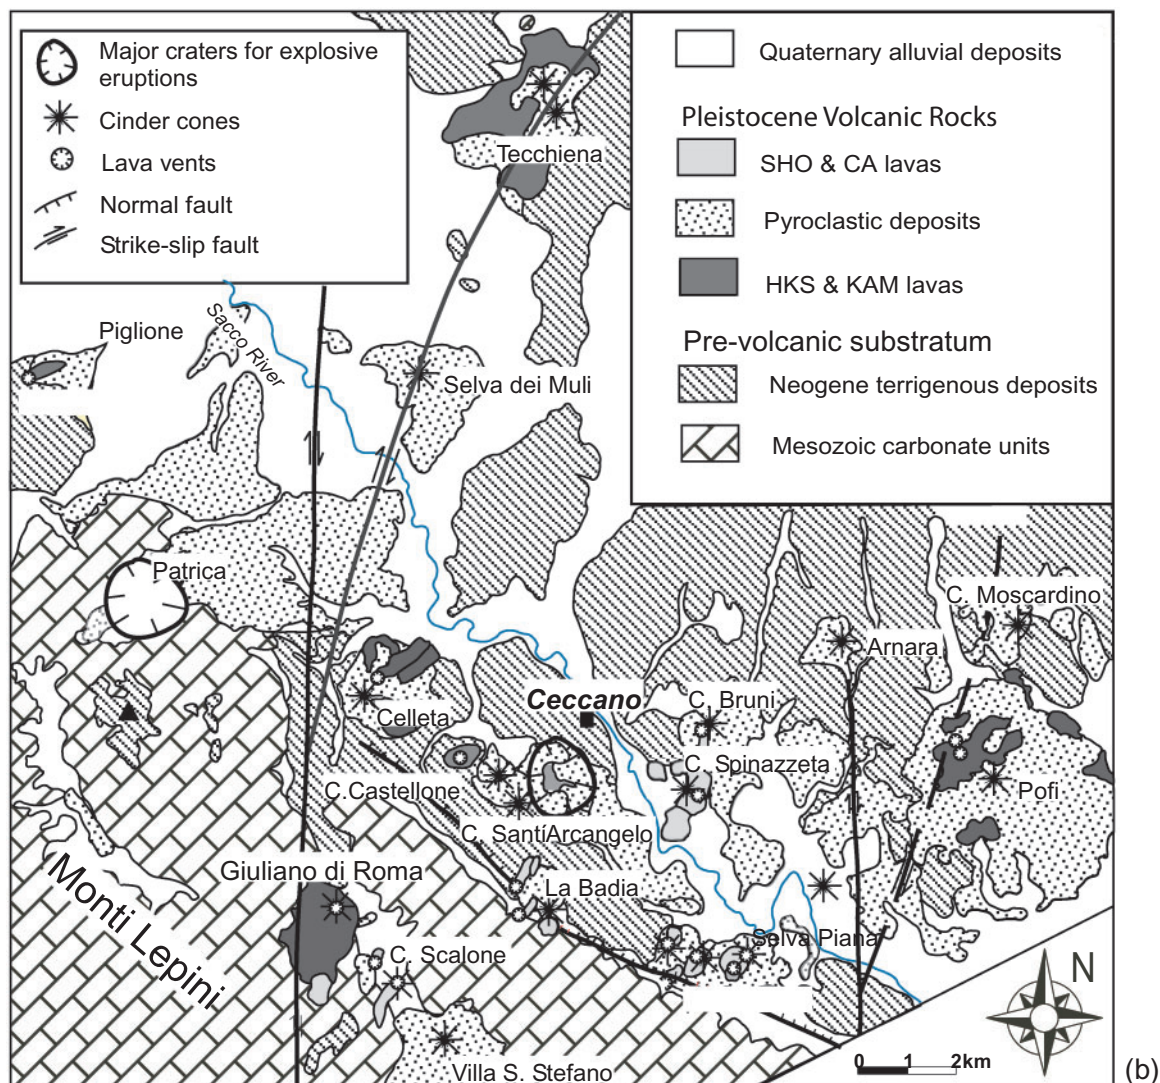 Major craters for explosive
eruptions
Cinder cones
Lava vents
Normal fault
Strike-slip fault
Quaternary alluvial deposits
Pleistocene Volcanic Rocks
SHO & CA lavas
Pyroclastic deposits
HKS & KAM lavas
Pre-volcanic substratum
Neogene terrigenous deposits
Mesozoic carbonate units
Tecchiena
Piglione
Sacco River
Selva dei Muli
Patrica
C. Moscardino
Arnara
Ceccano
C. Bruni
Celleta
C. Spinazzeta
Pofi
C.Castellone
C. SantíArcangelo
Giuliano di Roma
La Badia
Monti Lepini
Selva Piana
C. Scalone
N
Villa S. Stefano
0 1 2km
(b)